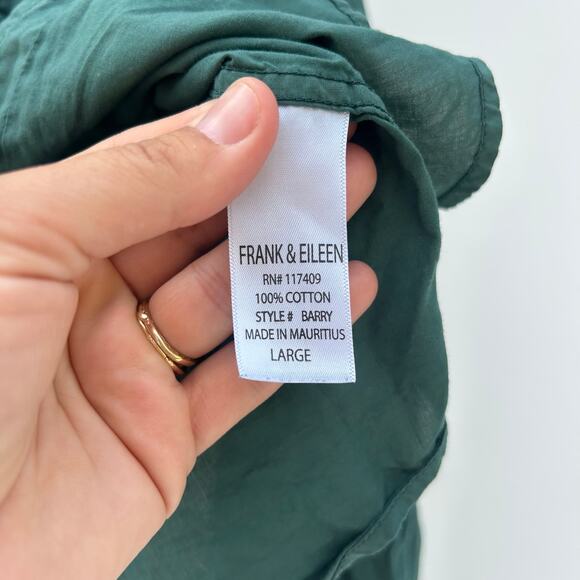 FRANK & EILEEN
RN# 117409
100% COTTON
STYLE # BARRY
MADE IN MAURITIUS
LARGE